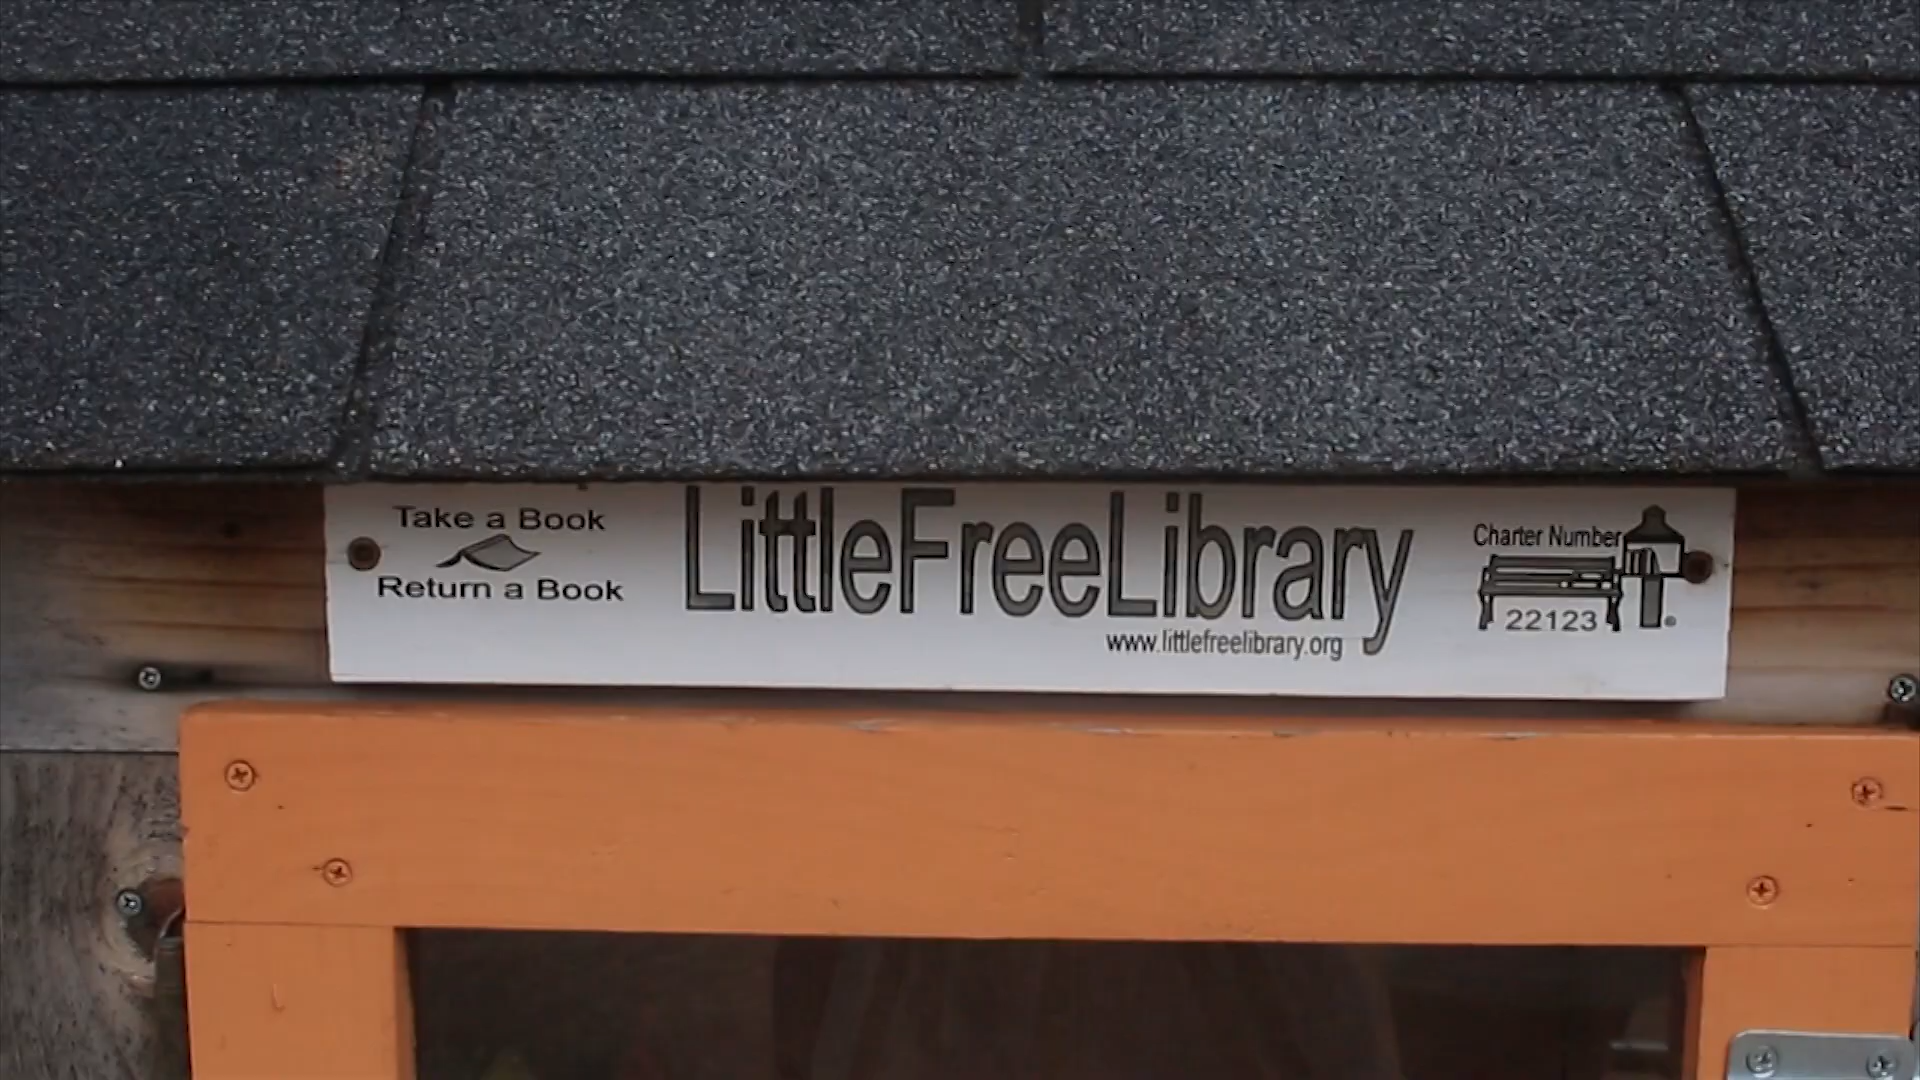 Take a Book
Return a Book
LittleFreeLibrary
www.littlefreelibrary.org
Charter Number
22123
®